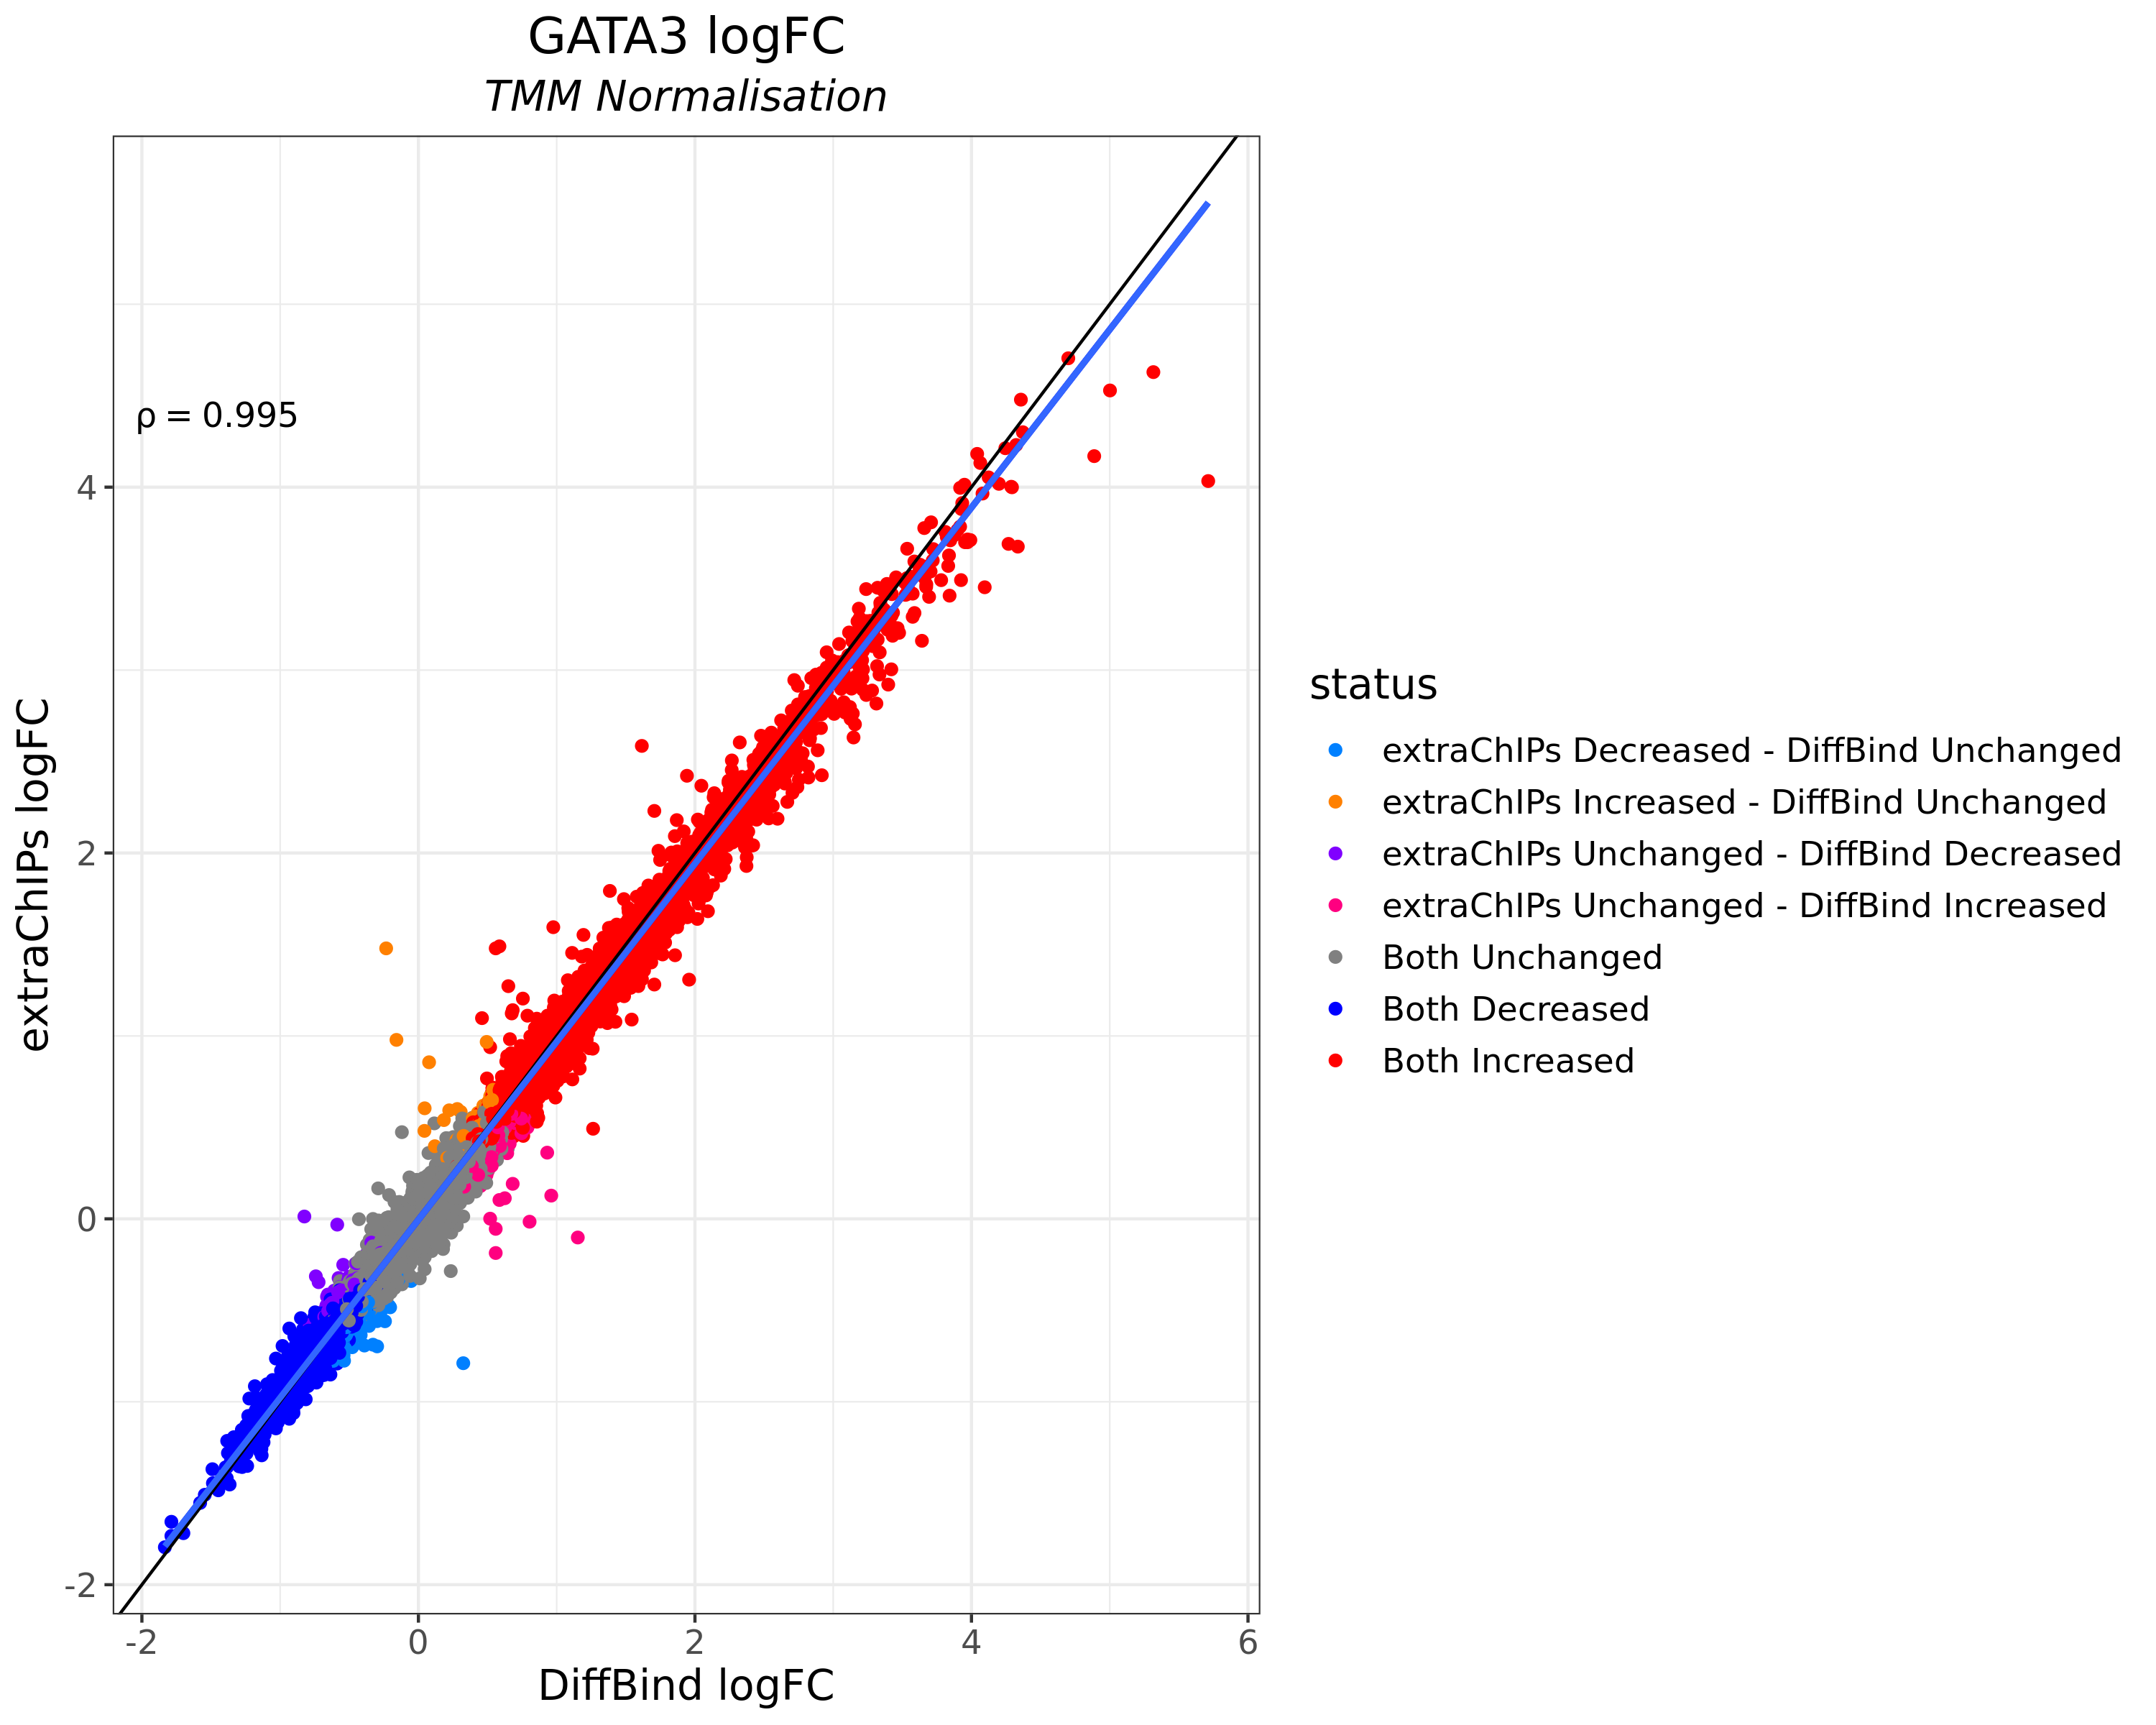 GATA3 logFC
TMM Normalisation
ρ = 0.995
extraChIPs logFC
4
2
0
-2
-2
0
2
4
6
DiffBind logFC
status
extraChIPs Decreased - DiffBind Unchanged
extraChIPs Increased - DiffBind Unchanged
extraChIPs Unchanged - DiffBind Decreased
extraChIPs Unchanged - DiffBind Increased
Both Unchanged
Both Decreased
Both Increased